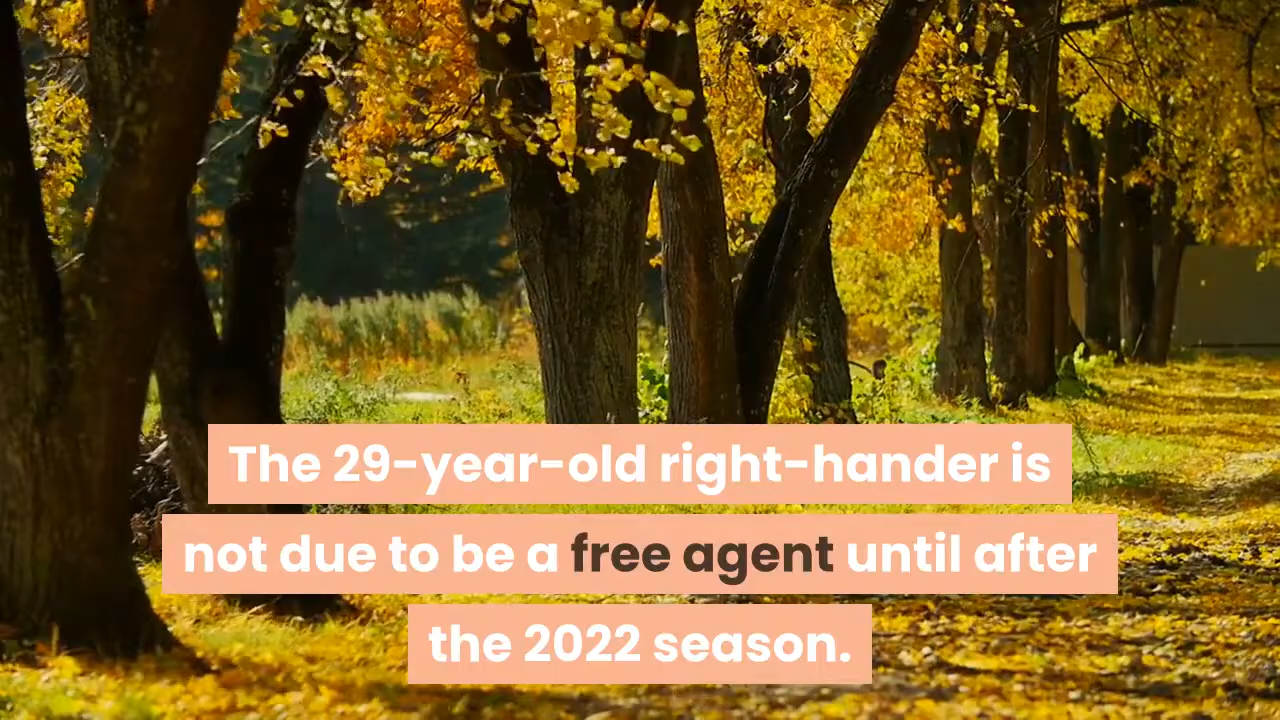 The 29-year-old right-hander is
not due to be a free agent until after
the 2022 season.